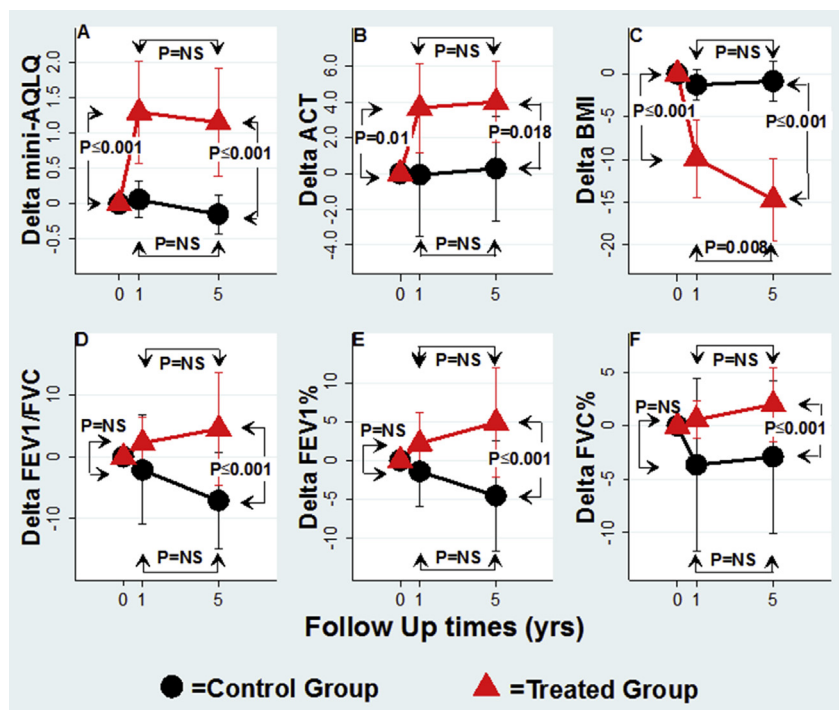 A
P=NS
Delta mini-AQLQ
2.0
1.5
1.0
0.5
0
-0.5
P≤0.001
P≤0.001
P=NS
0 1 5
B
P=NS
Delta ACT
6.0
4.0
2.0
0
-2.0
-4.0
P=0.01
P=0.018
P=NS
0 1 5
C
P=NS
Delta BMI
0
-5
-10
-15
-20
P≤0.001
P≤0.001
P=0.008
0 1 5
D
P=NS
Delta FEV1/FVC
10
0
-10
P=NS
P≤0.001
P=NS
0 1 5
E
P=NS
Delta FEV1%
10
5
0
-5
-10
P=NS
P≤0.001
P=NS
0 1 5
F
P=NS
Delta FVC%
5
0
-5
-10
P=NS
P≤0.001
P=NS
0 1 5
Follow Up times (yrs)
=Control Group
=Treated Group